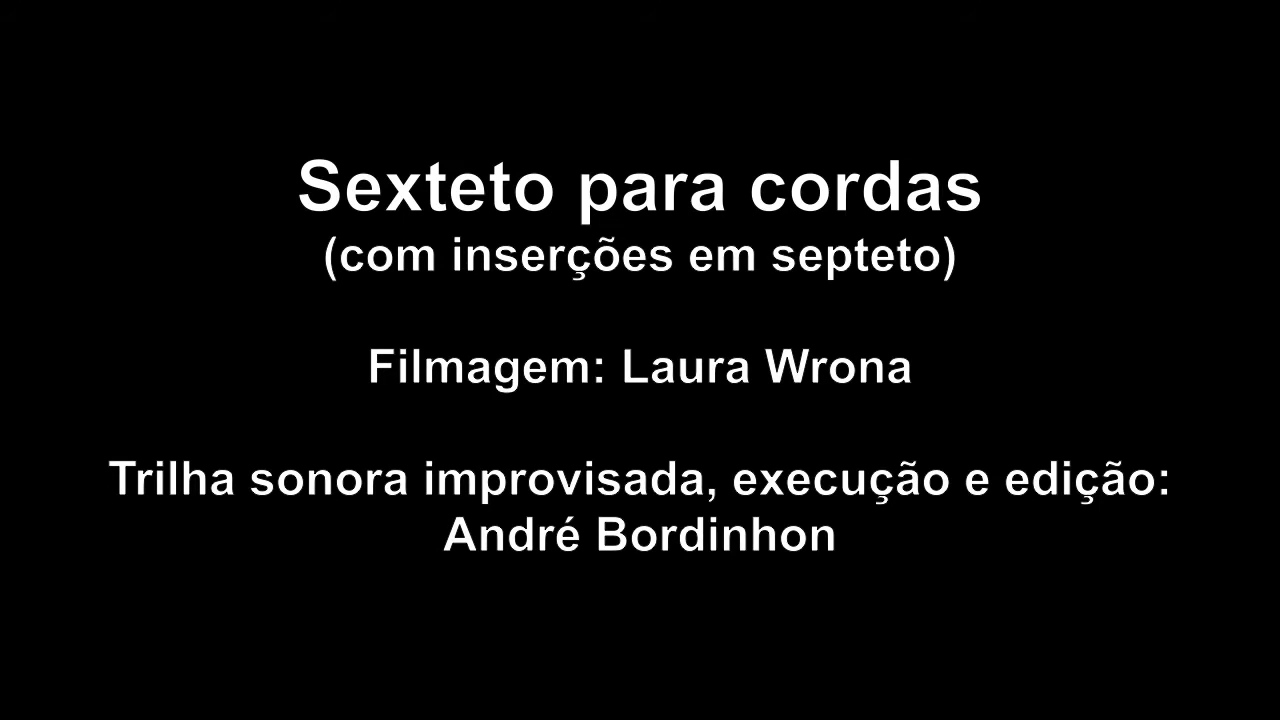 Sexteto para cordas
(com inserções em septeto)
Filmagem: Laura Wrona
Trilha sonora improvisada, execução e edição:
André Bordinhon